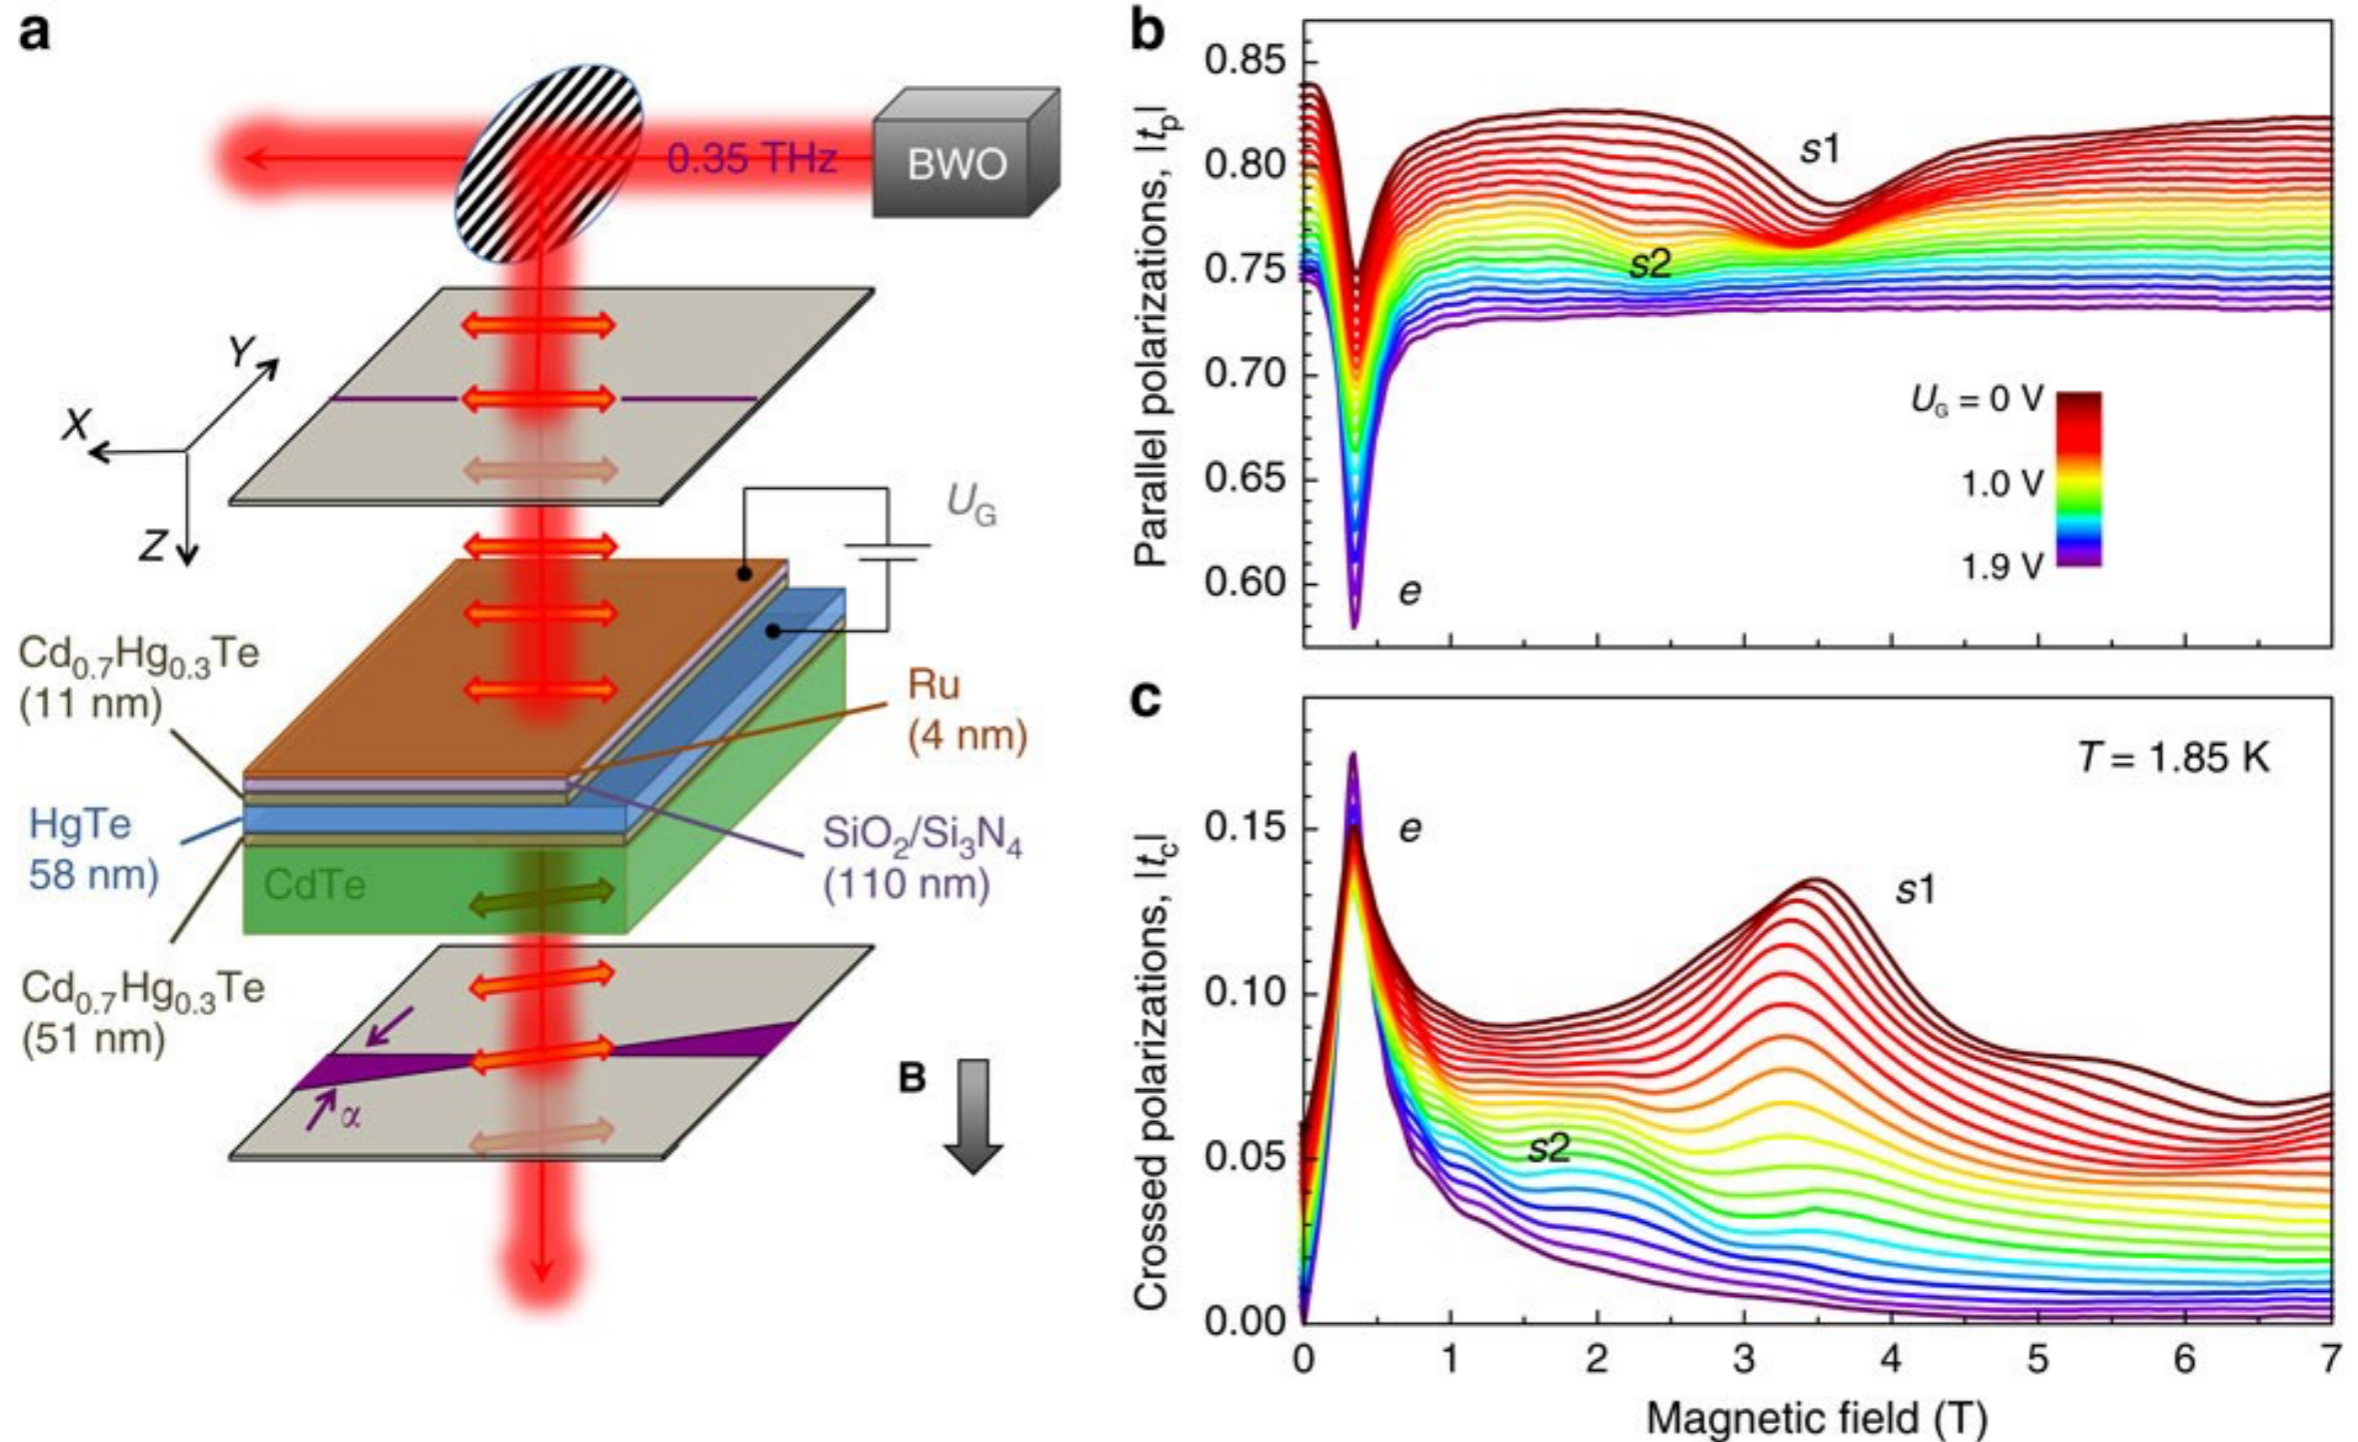 a
0.35 THz
BWO
Y
X
Z
U_G
Cd₀.₇Hg₀.₃Te
(11 nm)
Ru
(4 nm)
HgTe
58 nm)
SiO₂/Si₃N₄
(110 nm)
CdTe
Cd₀.₇Hg₀.₃Te
(51 nm)
α
B
b
Parallel polarizations, |tₚ|
0.85
0.80
0.75
0.70
0.65
0.60
s1
s2
e
U_G = 0 V
1.0 V
1.9 V
c
Crossed polarizations, |t_c|
T = 1.85 K
0.15
0.10
0.05
0.00
e
s1
s2
0 1 2 3 4 5 6 7
Magnetic field (T)